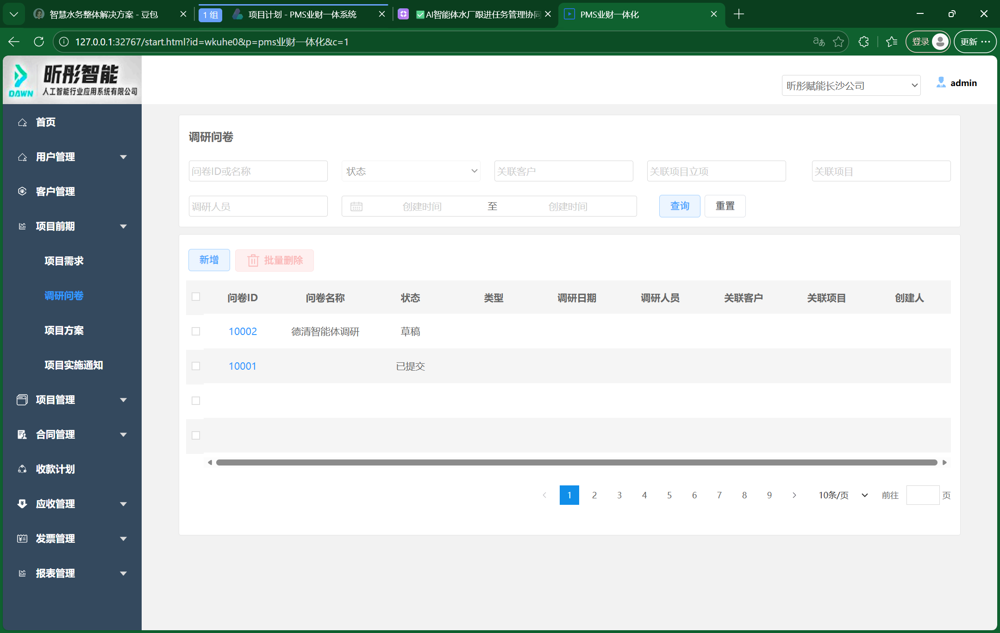 智慧水务整体解决方案 - 豆包
1 组
项目计划 - PMS业财一体系统
✅AI智能体水厂跟进任务管理协同
PMS业财一体化
127.0.0.1:32767/start.html?id=wkuhe0&p=pms业财一体化&c=1
登录
更新
DAWN
昕彤智能
人工智能行业应用系统有限公司
昕彤赋能长沙公司
admin
首页
用户管理
客户管理
项目前期
项目需求
调研问卷
项目方案
项目实施通知
项目管理
合同管理
收款计划
应收管理
发票管理
报表管理
调研问卷
问卷ID或名称
状态
关联客户
关联项目立项
关联项目
调研人员
创建时间 至 创建时间
查询
重置
新增
批量删除
问卷ID 问卷名称 状态 类型 调研日期 调研人员 关联客户 关联项目 创建人
10002 德清智能体调研 草稿
10001 已提交
1 2 3 4 5 6 7 8 9 10条/页 前往 页